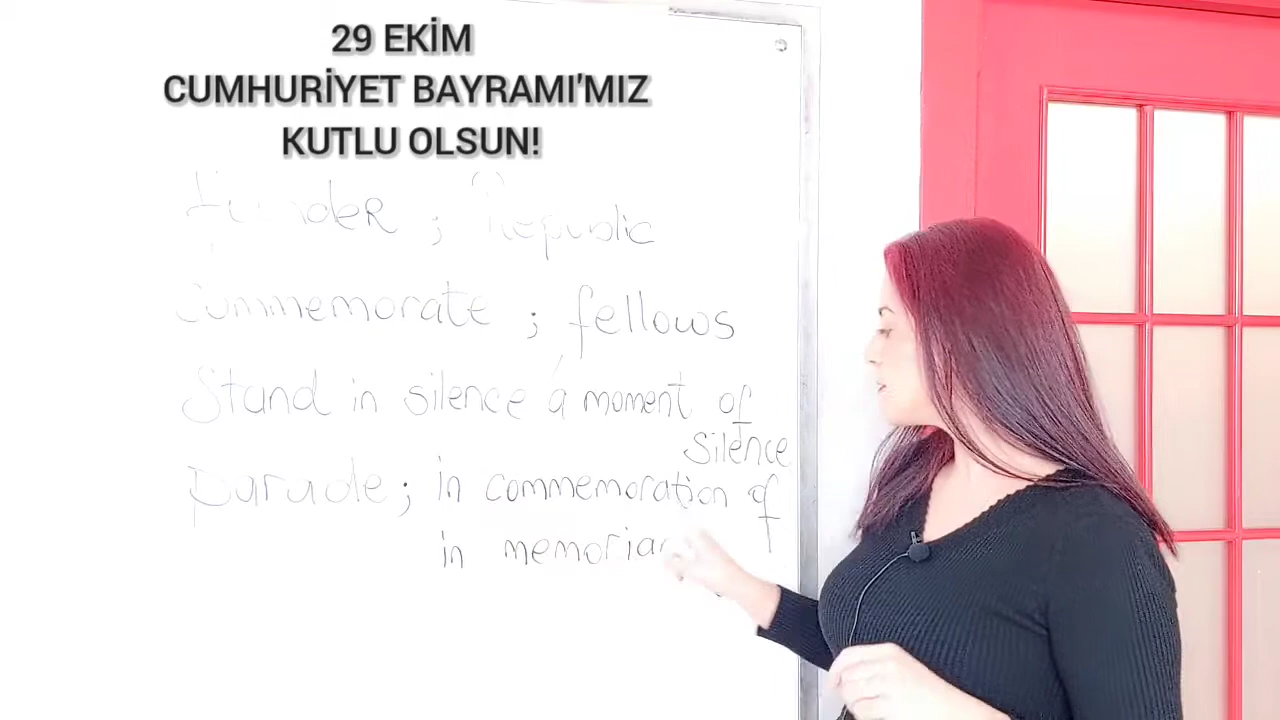 29 EKİM
CUMHURİYET BAYRAMI'MIZ
KUTLU OLSUN!
founder ; Republic
Commemorate ; fellows
Stand in silence a moment of
silence
parade ; in commemoration of
in